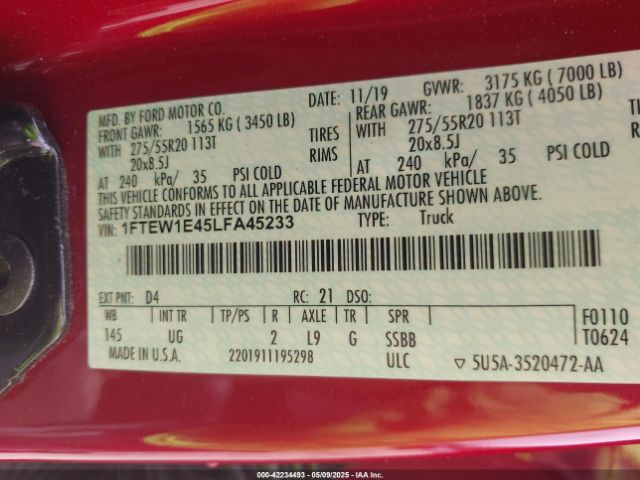 MFD. BY FORD MOTOR CO.
DATE: 11/19 GVWR: 3175 KG ( 7000 LB)
FRONT GAWR: 1565 KG ( 3450 LB) REAR GAWR: 1837 KG ( 4050 LB)
WITH 275/55R20 113T TIRES WITH 275/55R20 113T
20x8.5J RIMS 20x8.5J
AT 240 kPa/ 35 PSI COLD AT 240 kPa/ 35 PSI COLD
THIS VEHICLE CONFORMS TO ALL APPLICABLE FEDERAL MOTOR VEHICLE
SAFETY STANDARDS IN EFFECT ON THE DATE OF MANUFACTURE SHOWN ABOVE.
VIN: 1FTEW1E45LFA45233 TYPE: Truck
EXT PNT: D4 RC: 21 DSO:
WB INT TR TP/PS R AXLE TR SPR F0110
145 UG 2 L9 G SSBB T0624
MADE IN U.S.A. 2201911195298 ULC ▽ 5U5A-3520472-AA
000-42234493 - 05/09/2025 - IAA Inc.